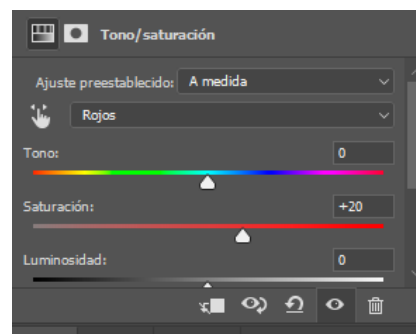 Tono/saturación
Ajuste preestablecido: A medida
Rojos
Tono: 0
Saturación: +20
Luminosidad: 0